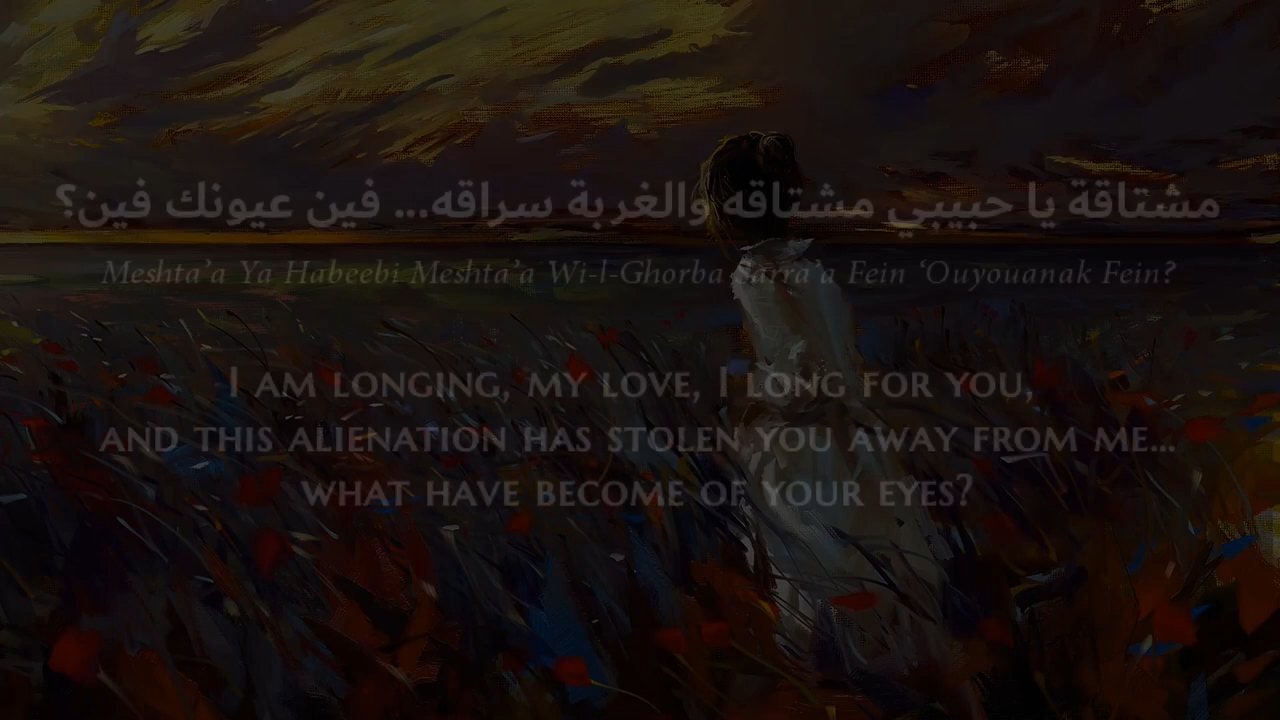 مشتاقة يا حبيبي مشتاقه والغربة سراقه... فين عيونك فين؟
Meshta’a Ya Habeebi Meshta’a Wi-l-Ghorba Sarra’a Fein ‘Ouyouanak Fein?
I am longing, my love, I long for you,
and this alienation has stolen you away from me...
what have become of your eyes?